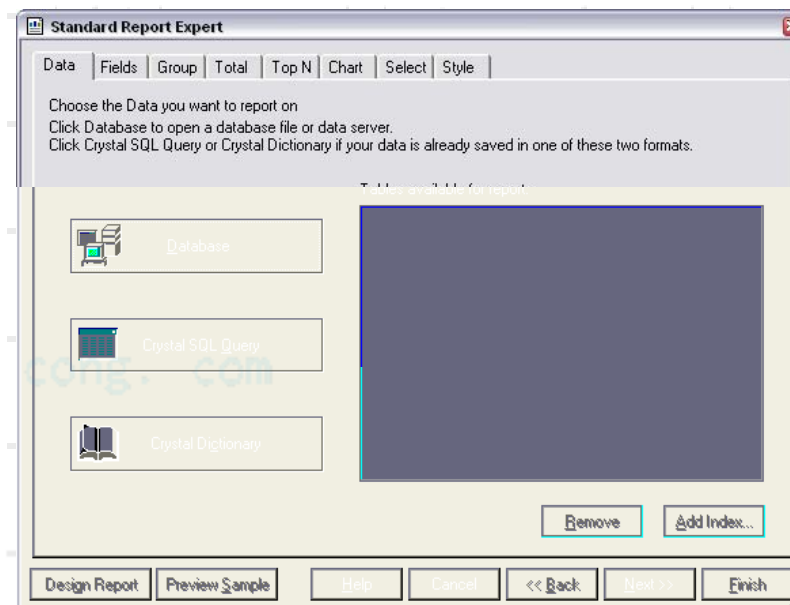 Standard Report Expert
Data Fields Group Total Top N Chart Select Style
Choose the Data you want to report on
Click Database to open a database file or data server.
Click Crystal SQL Query or Crystal Dictionary if your data is already saved in one of these two formats.
Tables available for report
Database
Crystal SQL Query
cong. com
Crystal Dictionary
Remove Add Index...
Design Report Preview Sample Help Cancel << Back Next >> Finish